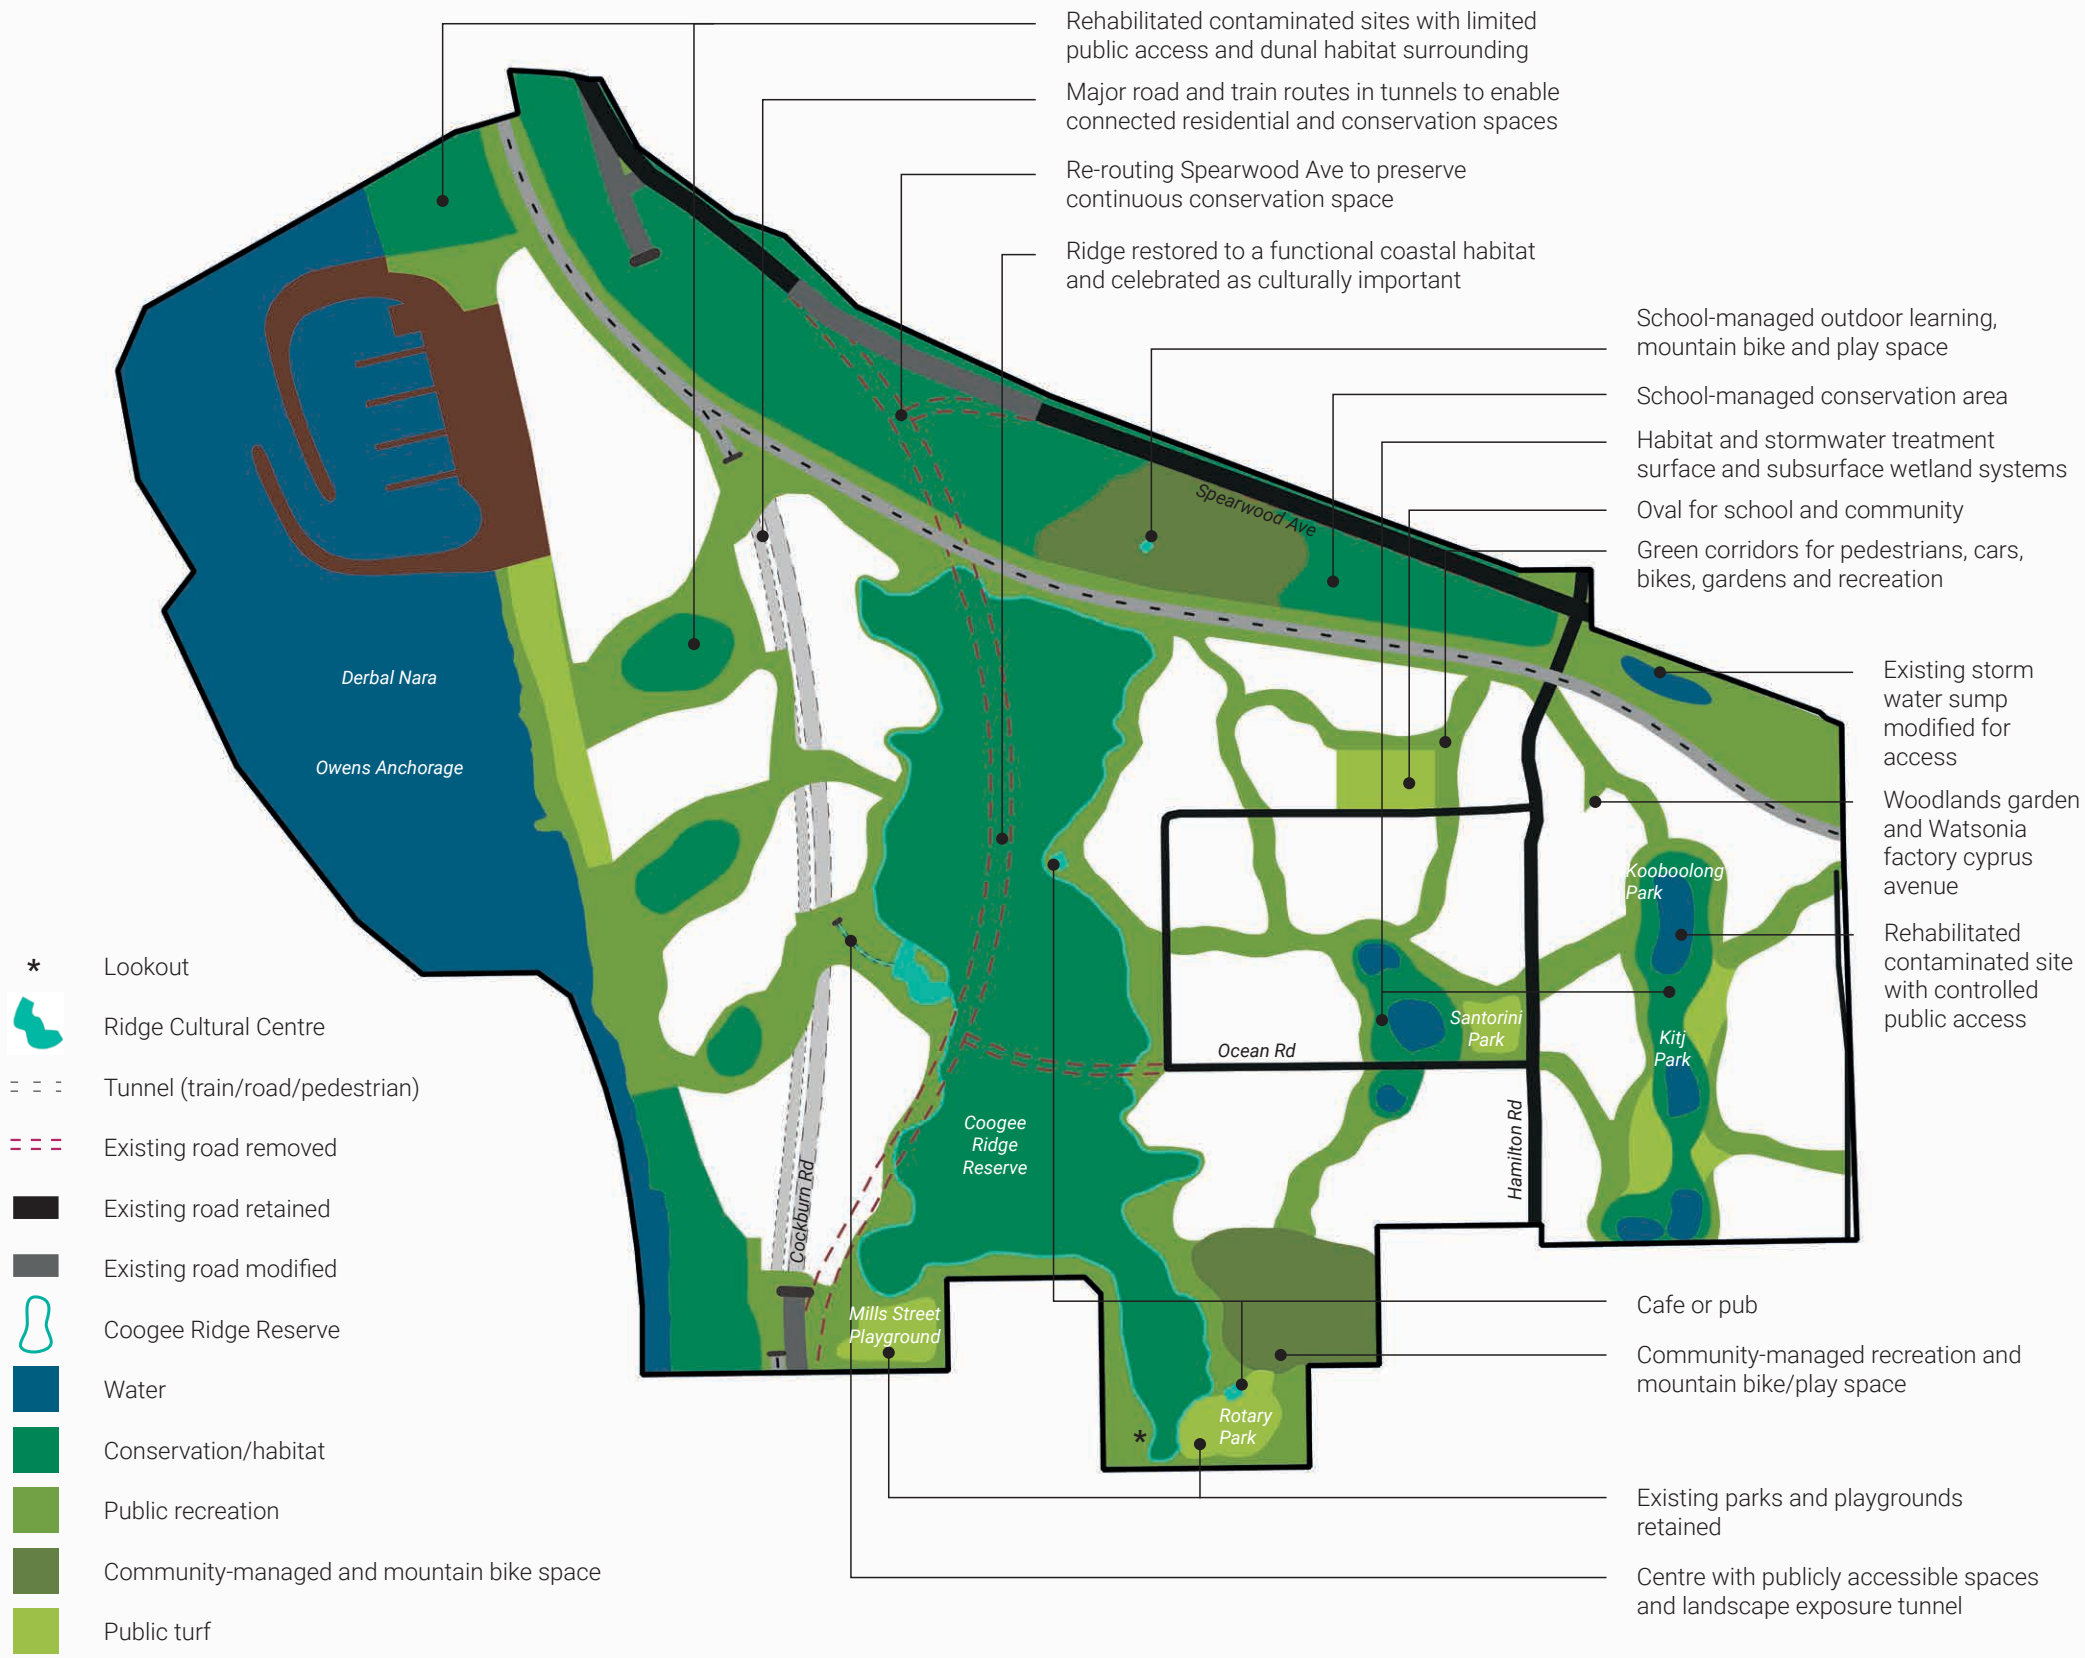 Rehabilitated contaminated sites with limited
public access and dunal habitat surrounding
Major road and train routes in tunnels to enable
connected residential and conservation spaces
Re-routing Spearwood Ave to preserve
continuous conservation space
Ridge restored to a functional coastal habitat
and celebrated as culturally important
School-managed outdoor learning,
mountain bike and play space
School-managed conservation area
Habitat and stormwater treatment
surface and subsurface wetland systems
Oval for school and community
Green corridors for pedestrians, cars,
bikes, gardens and recreation
Existing storm
water sump
modified for
access
Woodlands garden
and Watsonia
factory cyprus
avenue
Rehabilitated
contaminated site
with controlled
public access
Cafe or pub
Community-managed recreation and
mountain bike/play space
Existing parks and playgrounds
retained
Centre with publicly accessible spaces
and landscape exposure tunnel
Spearwood Ave
Derbal Nara
Owens Anchorage
Kooboolong
Park
Santorini
Park
Kitj
Park
Ocean Rd
Hamilton Rd
Coogee
Ridge
Reserve
Cockburn Rd
Mills Street
Playground
Rotary
Park
*
* Lookout
Ridge Cultural Centre
Tunnel (train/road/pedestrian)
Existing road removed
Existing road retained
Existing road modified
Coogee Ridge Reserve
Water
Conservation/habitat
Public recreation
Community-managed and mountain bike space
Public turf